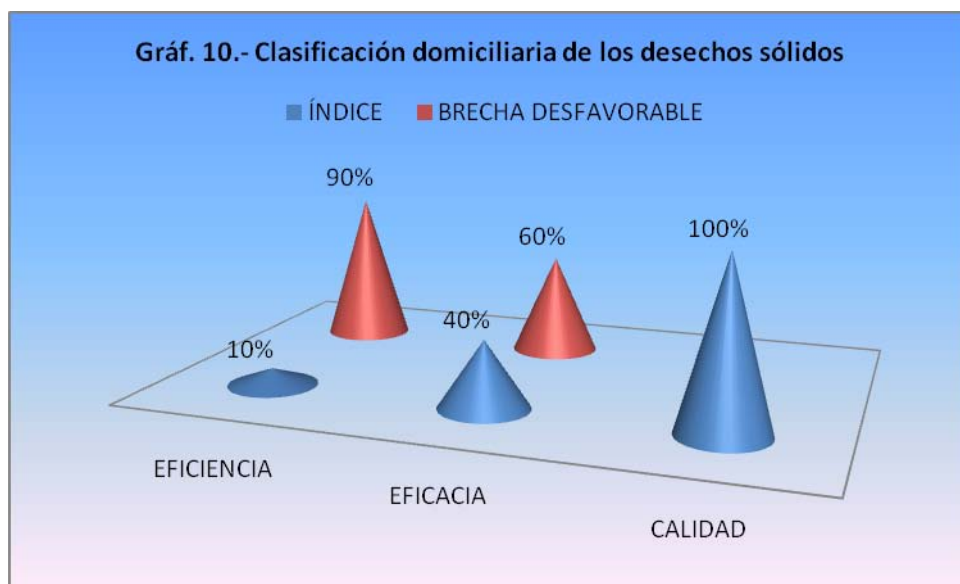 Gráf. 10.- Clasificación domiciliaria de los desechos sólidos
ÍNDICE BRECHA DESFAVORABLE
90%
60%
100%
10%
40%
EFICIENCIA
EFICACIA
CALIDAD